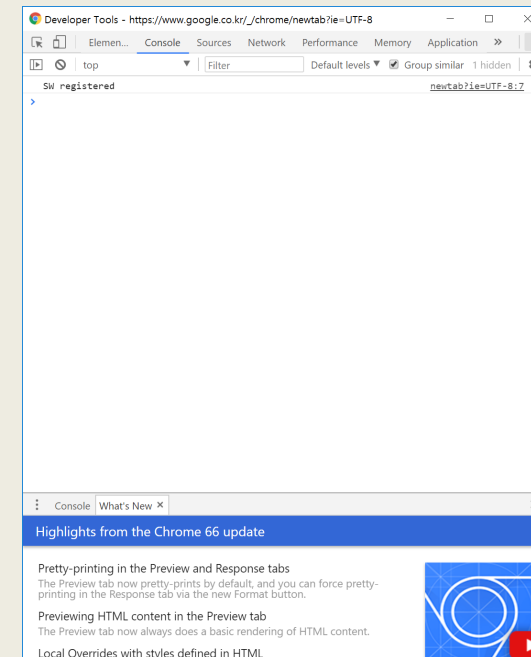 Developer Tools - https://www.google.co.kr/_/chrome/newtab?ie=UTF-8
Elemen... Console Sources Network Performance Memory Application »
top Filter Default levels Group similar 1 hidden
SW registered newtab?ie=UTF-8:7
>
Console What's New ×
Highlights from the Chrome 66 update
Pretty-printing in the Preview and Response tabs
The Preview tab now pretty-prints by default, and you can force pretty-
printing in the Response tab via the new Format button.
Previewing HTML content in the Preview tab
The Preview tab now always does a basic rendering of HTML content.
Local Overrides with styles defined in HTML